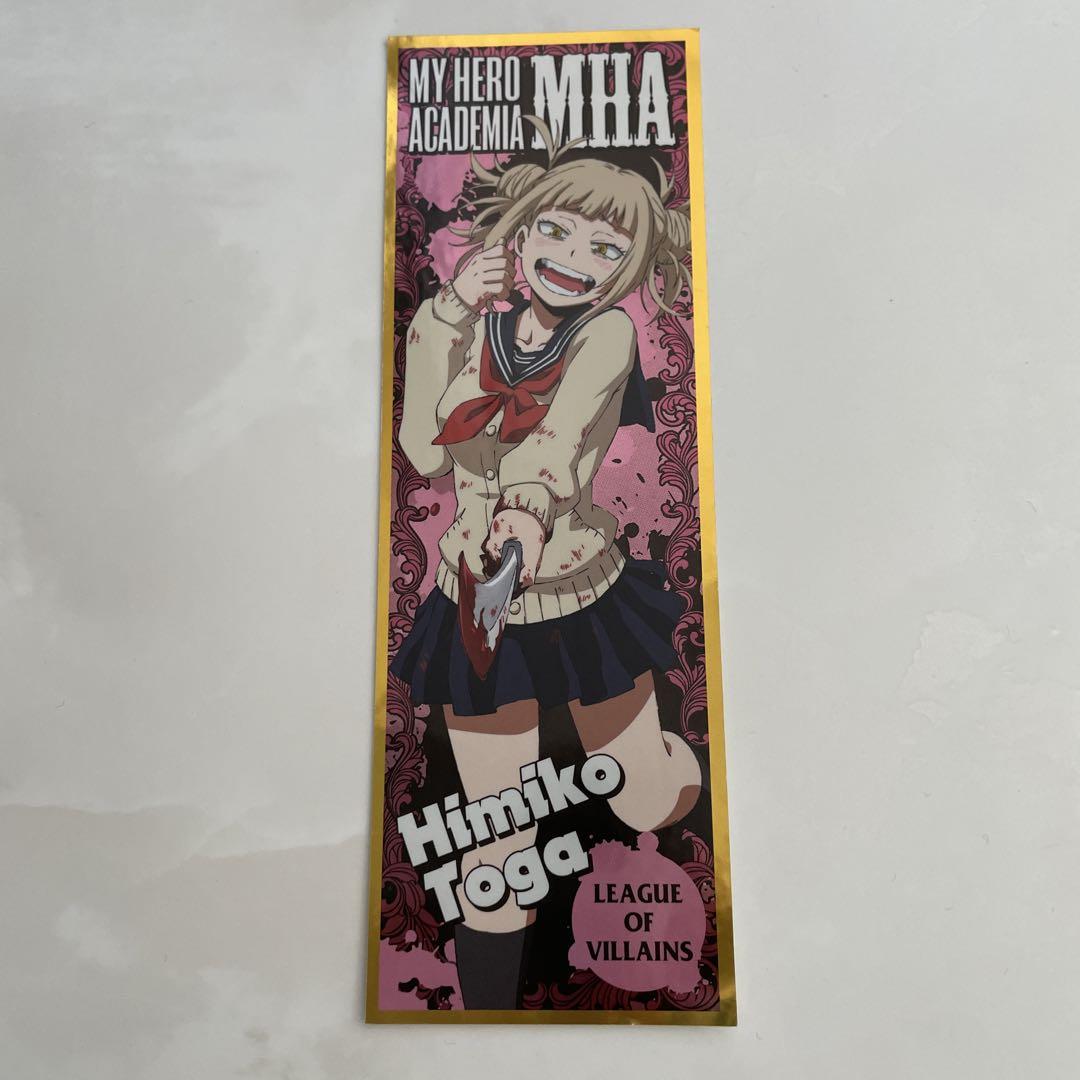 MY HERO
ACADEMIA
MHA
Himiko
Toga
LEAGUE
OF
VILLAINS